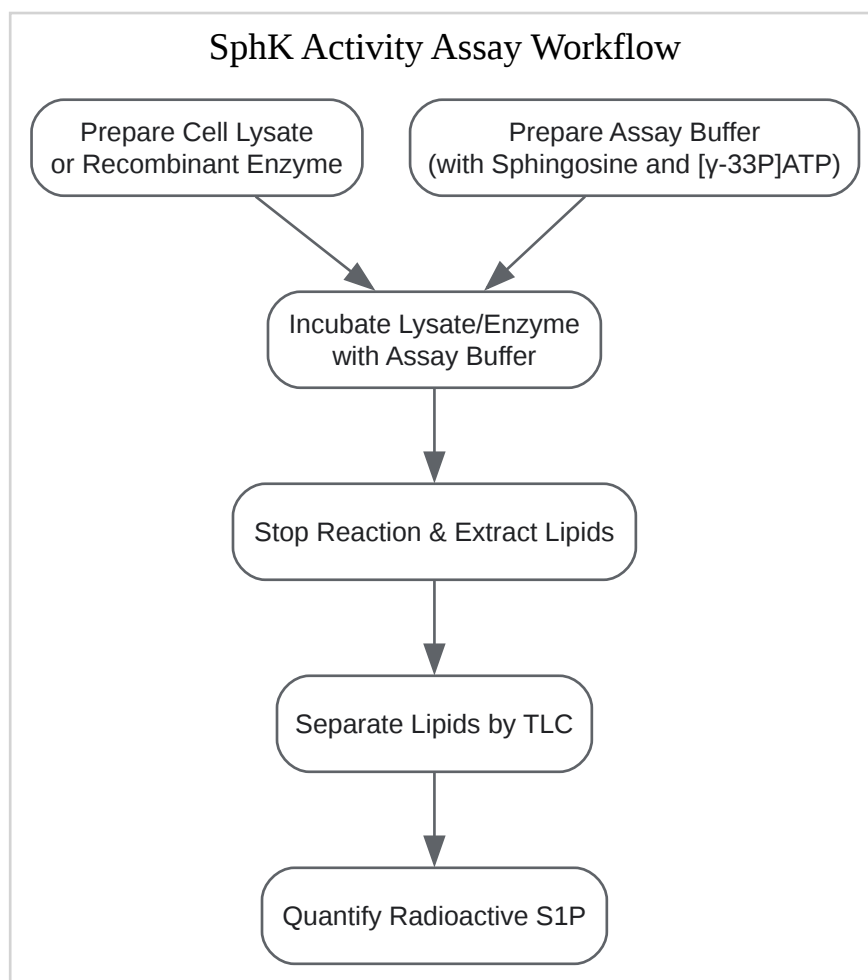 SphK Activity Assay Workflow
Prepare Cell Lysate
or Recombinant Enzyme
Prepare Assay Buffer
(with Sphingosine and [γ-33P]ATP)
Incubate Lysate/Enzyme
with Assay Buffer
Stop Reaction & Extract Lipids
Separate Lipids by TLC
Quantify Radioactive S1P